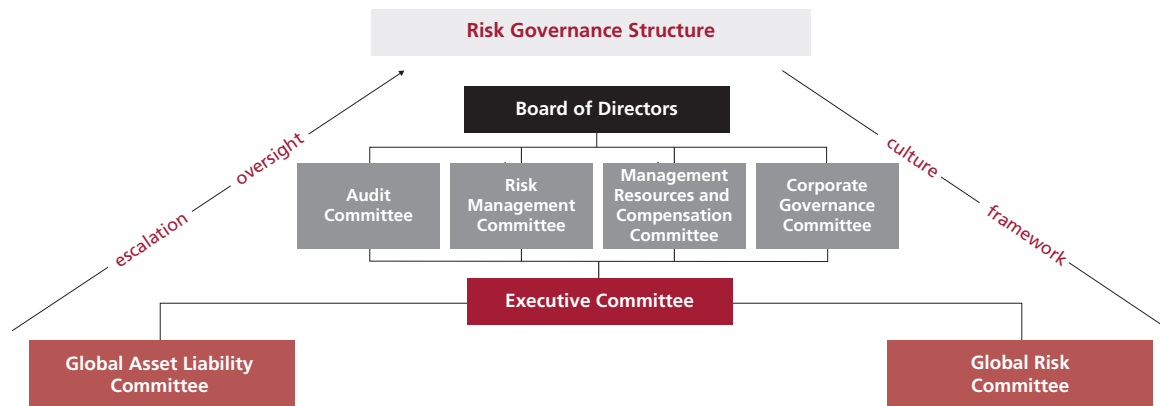 Risk Governance Structure
Board of Directors
oversight
escalation
culture
framework
Audit
Committee
Risk
Management
Committee
Management
Resources and
Compensation
Committee
Corporate
Governance
Committee
Executive Committee
Global Asset Liability
Committee
Global Risk
Committee